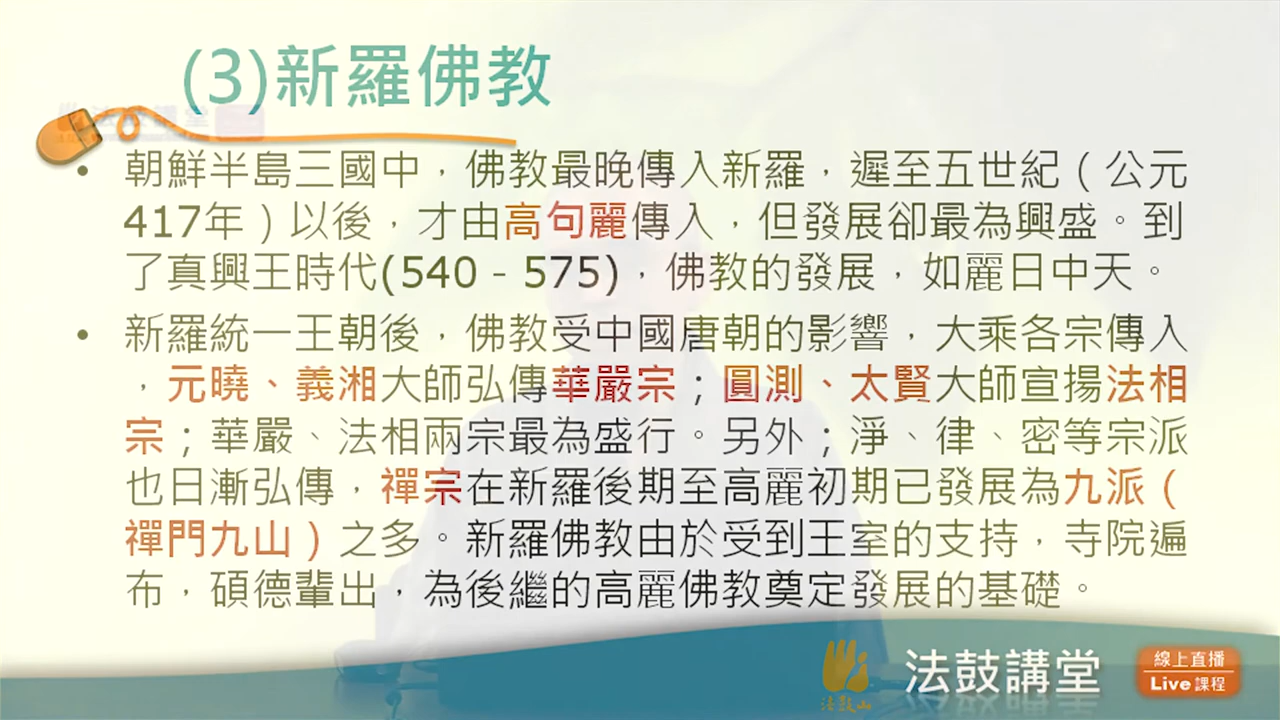 (3)新羅佛教
法鼓講堂
• 朝鮮半島三國中，佛教最晚傳入新羅，遲至五世紀（公元
417年）以後，才由高句麗傳入，但發展卻最為興盛。到
了真興王時代(540－575)，佛教的發展，如麗日中天。
• 新羅統一王朝後，佛教受中國唐朝的影響，大乘各宗傳入
，元曉、義湘大師弘傳華嚴宗；圓測、太賢大師宣揚法相
宗；華嚴、法相兩宗最為盛行。另外；淨、律、密等宗派
也日漸弘傳，禪宗在新羅後期至高麗初期已發展為九派（
禪門九山）之多。新羅佛教由於受到王室的支持，寺院遍
布，碩德輩出，為後繼的高麗佛教奠定發展的基礎。
法鼓山
法鼓講堂
線上直播
Live 課程